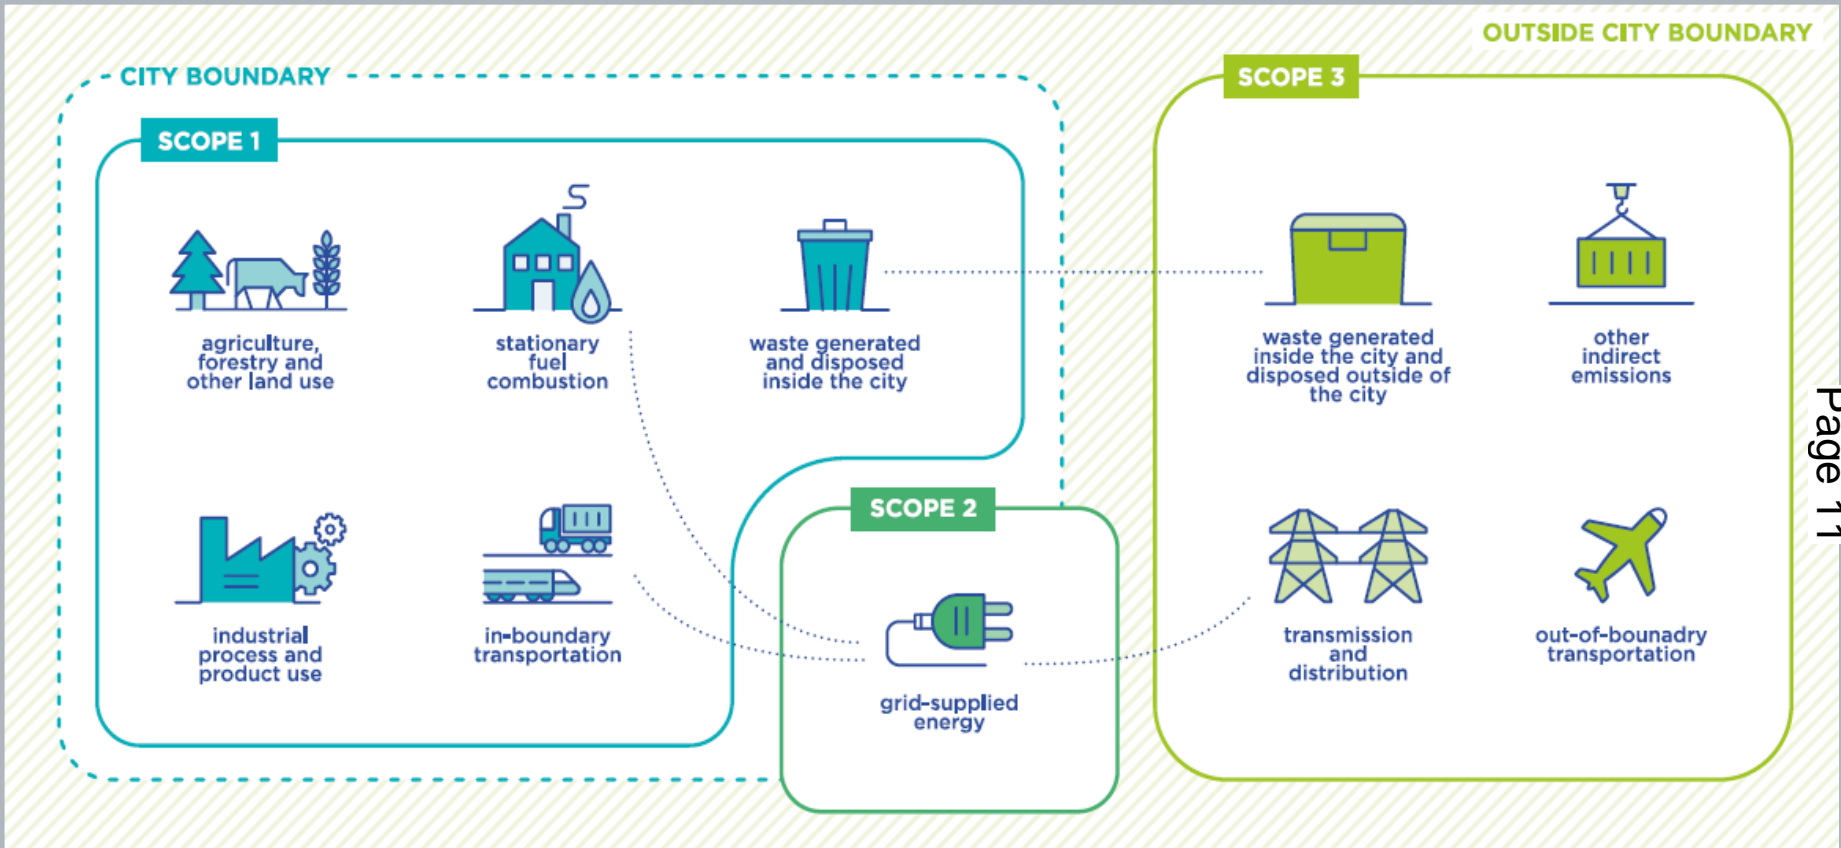 OUTSIDE CITY BOUNDARY
CITY BOUNDARY
SCOPE 1
agriculture,
forestry and
other land use
stationary
fuel
combustion
waste generated
and disposed
inside the city
industrial
process and
product use
in-boundary
transportation
SCOPE 2
grid-supplied
energy
SCOPE 3
waste generated
inside the city and
disposed outside of
the city
other
indirect
emissions
transmission
and
distribution
out-of-bounadry
transportation
Page 11